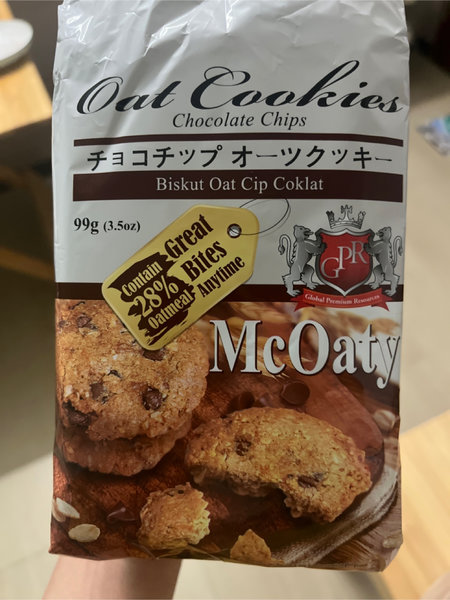 Oat Cookies
Chocolate Chips
チョコチップ オーツクッキー
Biskut Oat Cip Coklat
99g (3.5oz)
Contain
28%
Oatmeal
Great
Bites
Anytime
GPR
Global Premium Resources
McOaty